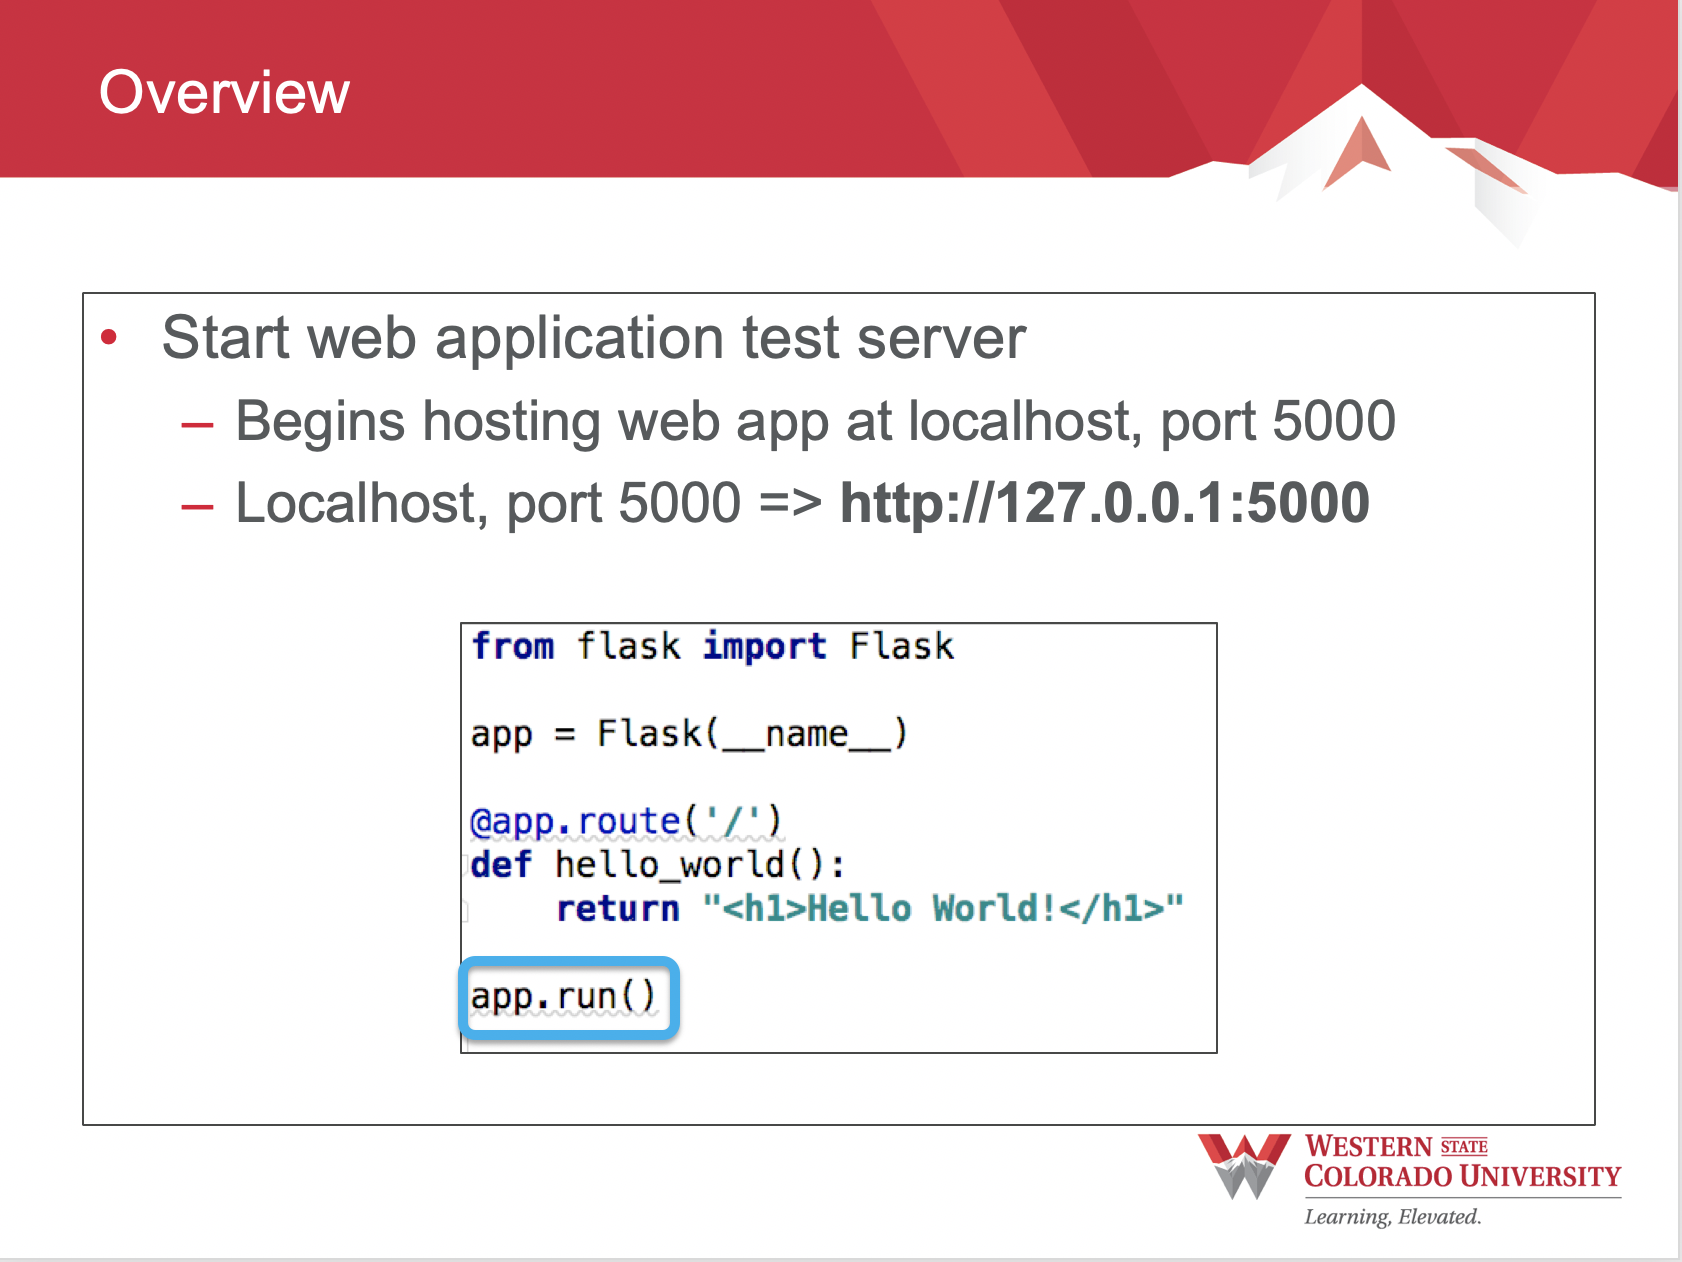 Overview
• Start web application test server
– Begins hosting web app at localhost, port 5000
– Localhost, port 5000 => http://127.0.0.1:5000
from flask import Flask
app = Flask(__name__)
@app.route('/')
def hello_world():
    return "<h1>Hello World!</h1>"
app.run()
WESTERN STATE
COLORADO UNIVERSITY
Learning, Elevated.